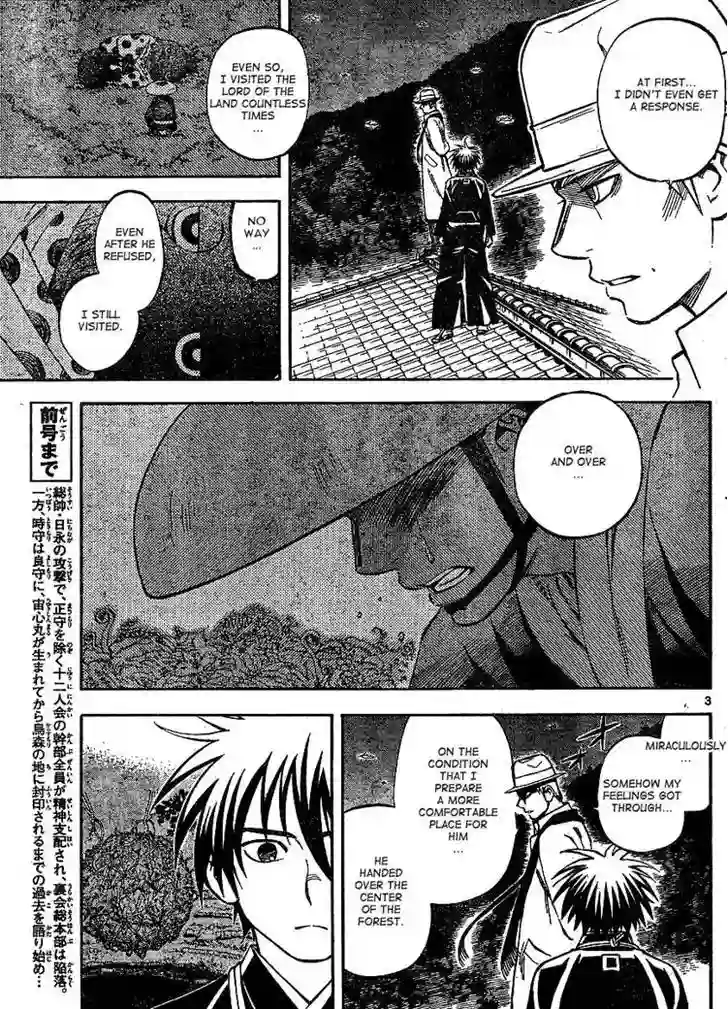 AT FIRST...
I DIDN'T EVEN GET
A RESPONSE.
EVEN SO,
I VISITED THE
LORD OF THE
LAND COUNTLESS
TIMES
...
NO
WAY
...
EVEN
AFTER HE
REFUSED,
I STILL
VISITED.
OVER
AND OVER
...
3
MIRACULOUSLY
...
SOMEHOW MY
FEELINGS GOT
THROUGH...
ON THE
CONDITION
THAT I
PREPARE
A MORE
COMFORTABLE
PLACE FOR
HIM
...
HE
HANDED
OVER THE
CENTER
OF THE
FOREST.
前号まで
総帥・日永の攻撃で、正守を除く十二人会の幹部全員が精神支配され、裏会総本部は陥落。
一方、時守は良守に、宙心丸が生まれてから烏森の地に封印されるまでの過去を語り始め…